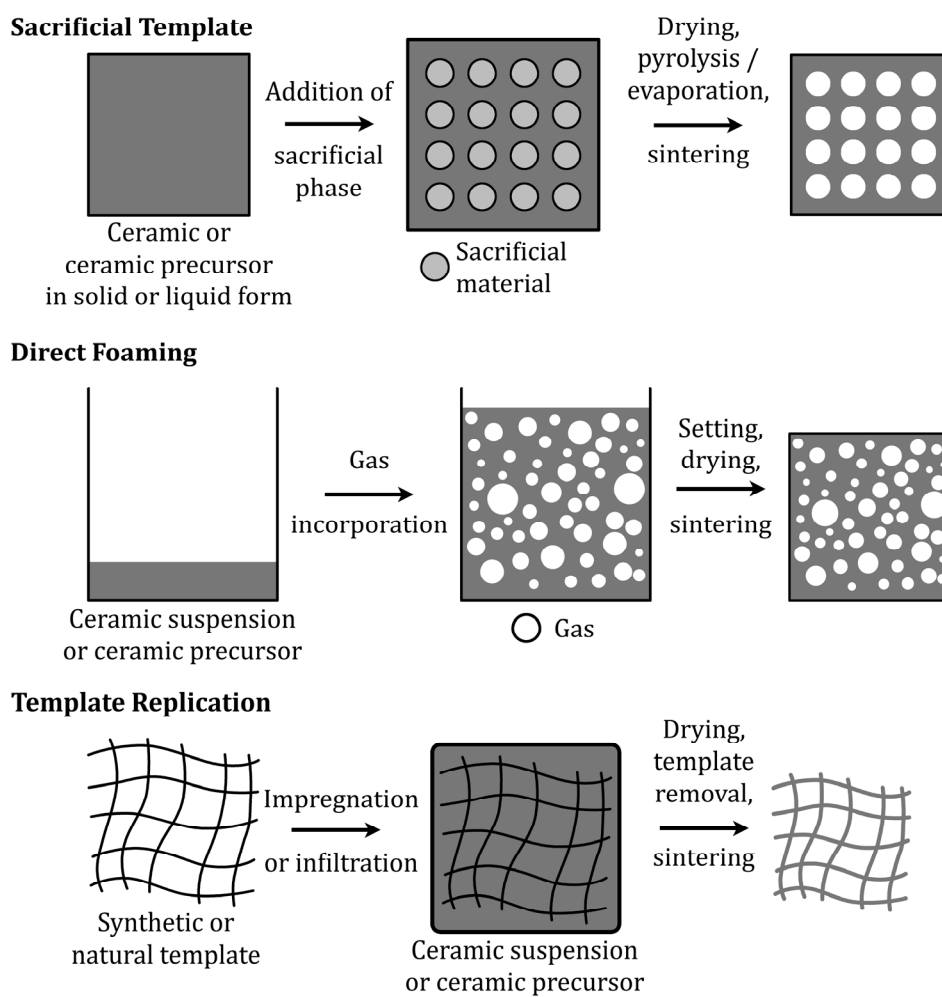 Sacrificial Template
Addition of
sacrificial
phase
Drying,
pyrolysis /
evaporation,
sintering
Ceramic or
ceramic precursor
in solid or liquid form
Sacrificial
material
Direct Foaming
Gas
incorporation
Setting,
drying,
sintering
Ceramic suspension
or ceramic precursor
Gas
Template Replication
Impregnation
or infiltration
Drying,
template
removal,
sintering
Synthetic or
natural template
Ceramic suspension
or ceramic precursor